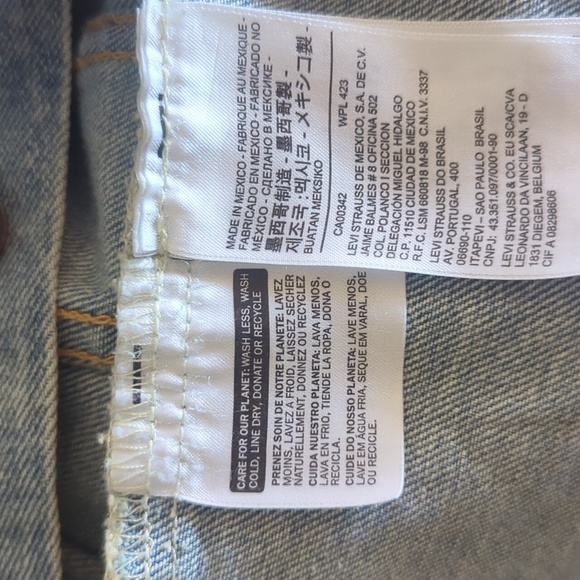 MADE IN MEXICO - FABRIQUE AU MEXIQUE -
FABRICADO EN MEXICO - FABRICADO NO
MÉXICO - СДЕЛАНО В МЕКСИКЕ -
墨西哥制造 - 墨西哥製 -
제조국 : 멕시코 - メキシコ製 -
BUATAN MEKSIKO
CA00342 WPL 423
LEVI STRAUSS DE MEXICO, S.A. DE C.V.
JAIME BALMES # 8 OFICINA 502
COL. POLANCO I SECCION
DELEGACIÓN MIGUEL HIDALGO
C.P. 11510 CIUDAD DE MEXICO
R.F.C. LSM 660818 M-98 C.N.I.V. 3337
LEVI STRAUSS DO BRASIL
AV. PORTUGAL, 400
06690-110
ITAPEVI - SAO PAULO BRASIL
CNPJ: 43.351.097/0001-90
LEVI STRAUSS & CO. EU SCA/CVA
LEONARDO DA VINCILAAN, 19 - D
1831 DIEGEM, BELGIUM
CIF A 08298606
CARE FOR OUR PLANET: WASH LESS, WASH
COLD, LINE DRY, DONATE OR RECYCLE
PRENEZ SOIN DE NOTRE PLANETE: LAVEZ
MOINS, LAVEZ À FROID, LAISSEZ SECHER
NATURELLEMENT, DONNEZ OU RECYCLEZ
CUIDA NUESTRO PLANETA: LAVA MENOS,
LAVA EN FRIO, TIENDE LA ROPA, DONA O
RECICLA.
CUIDE DO NOSSO PLANETA: LAVE MENOS,
LAVE EM ÁGUA FRIA, SEQUE EM VARAL, DOE
OU RECICLE.